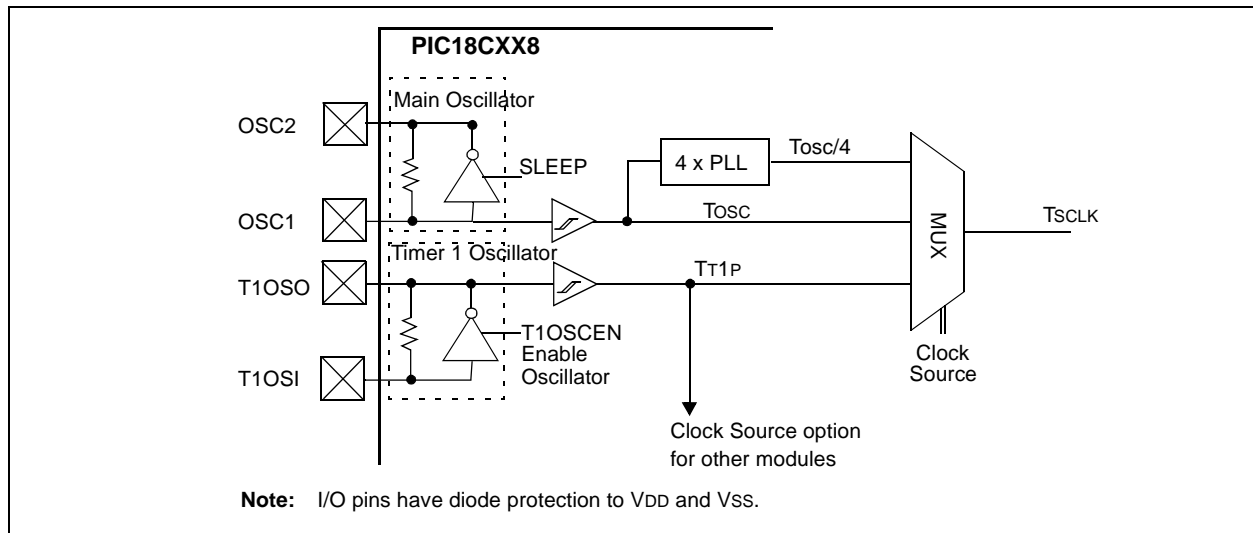 PIC18CXX8
Main Oscillator
OSC2
SLEEP
4 x PLL
TOSC/4
OSC1
TOSC
MUX
TSCLK
Timer 1 Oscillator
T1OSO
TT1P
T1OSCEN
Enable
Oscillator
T1OSI
Clock
Source
Clock Source option
for other modules
Note: I/O pins have diode protection to VDD and VSS.